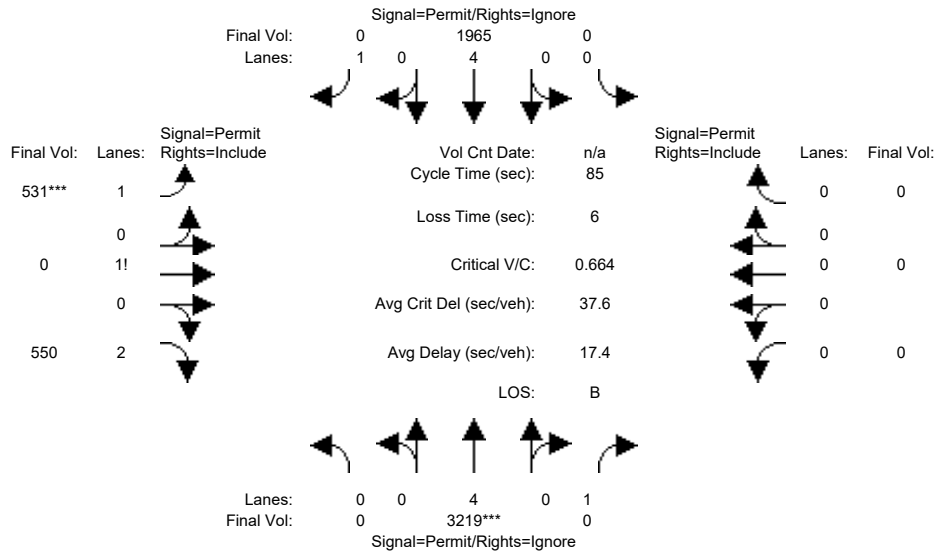 Signal=Permit/Rights=Ignore
Final Vol: 0 1965 0
Lanes: 1 0 4 0 0
Signal=Permit
Final Vol: Lanes: Rights=Include
Vol Cnt Date: n/a
Signal=Permit
Rights=Include Lanes: Final Vol:
Cycle Time (sec): 85
531*** 1
0 0
Loss Time (sec): 6
0
0
0 1!
Critical V/C: 0.664
0 0
0
Avg Crit Del (sec/veh): 37.6
0
550 2
Avg Delay (sec/veh): 17.4
0 0
LOS: B
Lanes: 0 0 4 0 1
Final Vol: 0 3219*** 0
Signal=Permit/Rights=Ignore